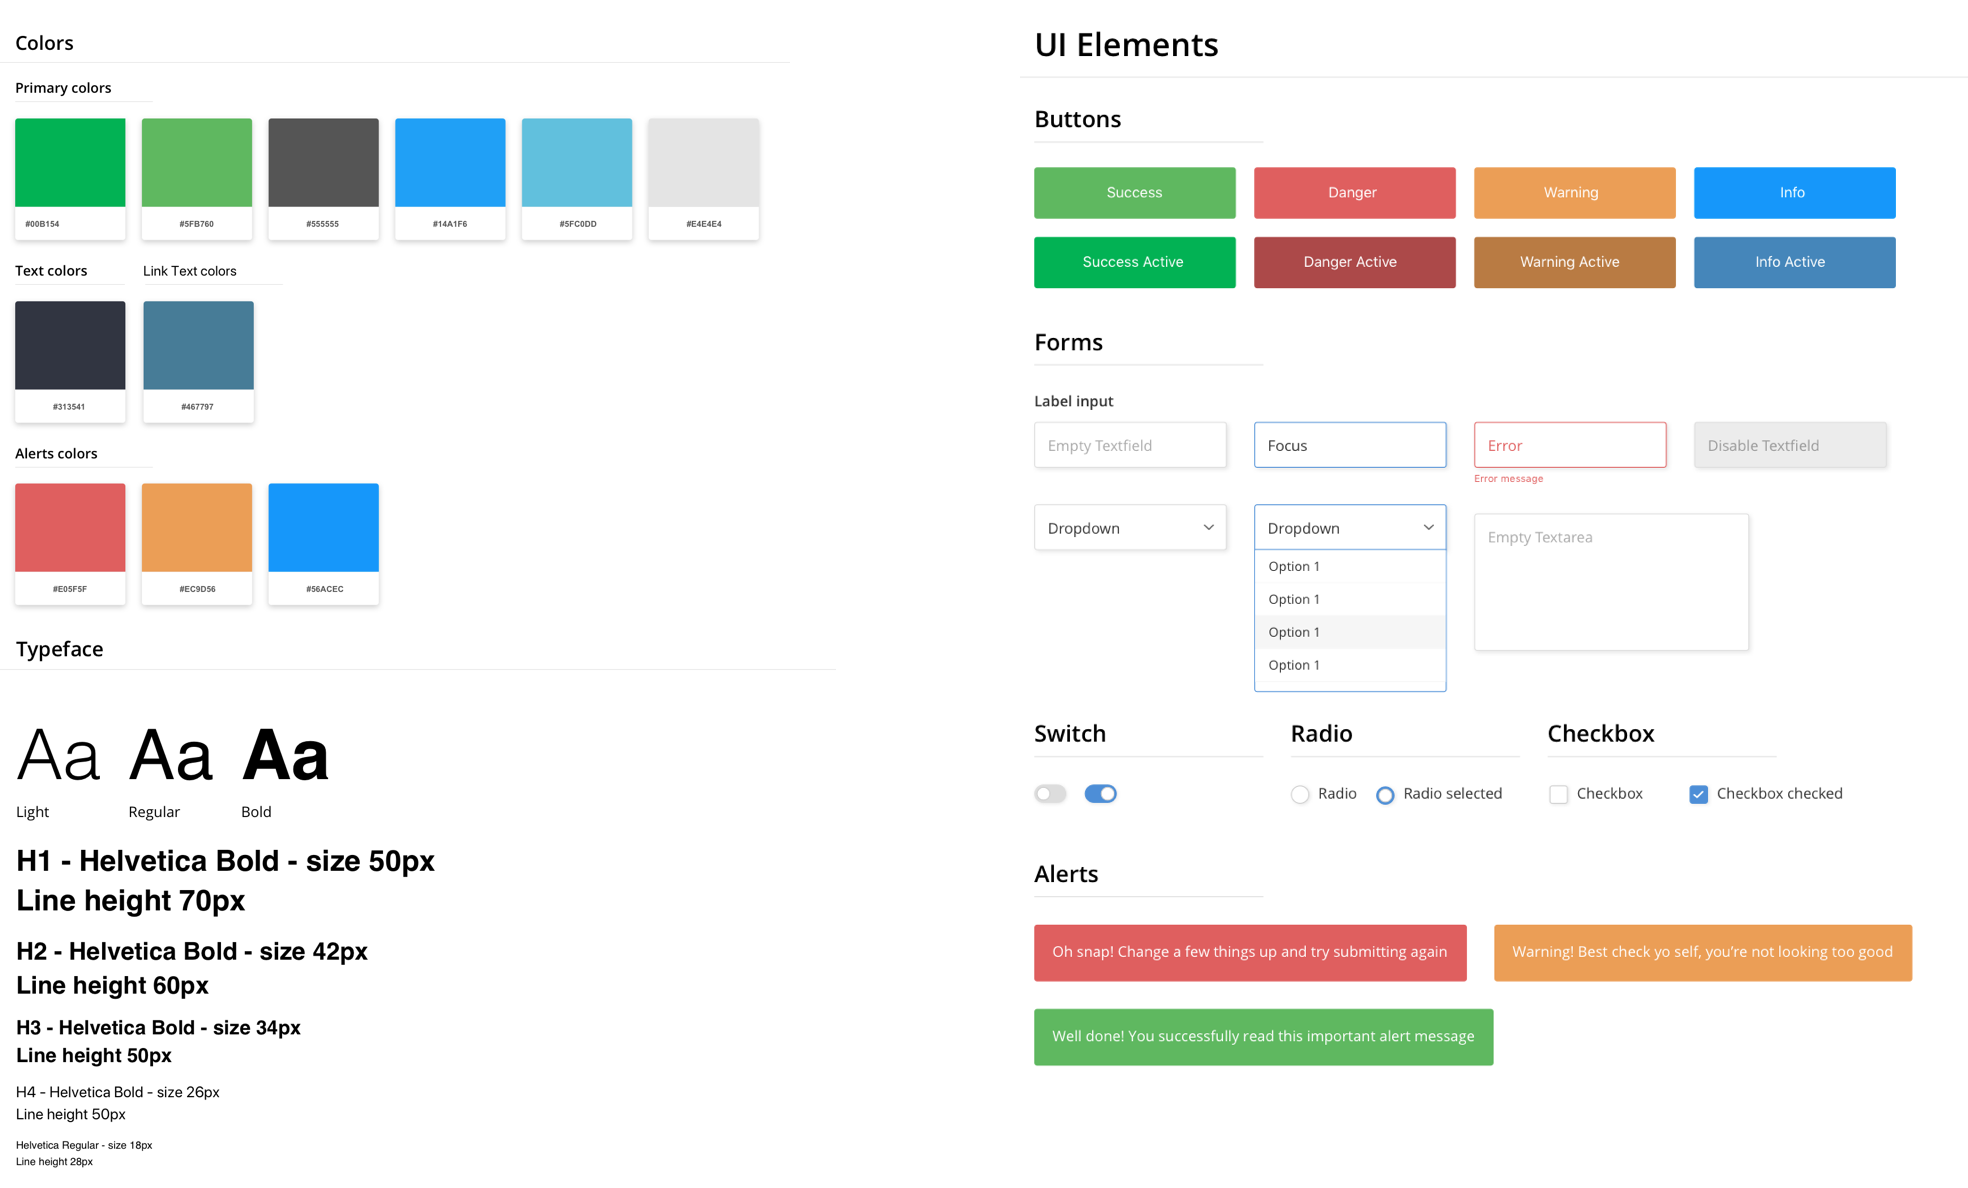 Colors
Primary colors
#00B154
#5FB760
#555555
#14A1F6
#5FC0DD
#E4E4E4
Text colors
Link Text colors
#313541
#467797
Alerts colors
#E05F5F
#EC9D56
#56ACEC
Typeface
Aa Aa Aa
Light Regular Bold
H1 - Helvetica Bold - size 50px
Line height 70px
H2 - Helvetica Bold - size 42px
Line height 60px
H3 - Helvetica Bold - size 34px
Line height 50px
H4 - Helvetica Bold - size 26px
Line height 50px
Helvetica Regular - size 18px
Line height 28px
UI Elements
Buttons
Success
Danger
Warning
Info
Success Active
Danger Active
Warning Active
Info Active
Forms
Label input
Empty Textfield
Focus
Error
Disable Textfield
Error message
Dropdown
Dropdown
Option 1
Option 1
Option 1
Option 1
Empty Textarea
Switch
Radio
Checkbox
Radio
Radio selected
Checkbox
Checkbox checked
Alerts
Oh snap! Change a few things up and try submitting again
Warning! Best check yo self, you’re not looking too good
Well done! You successfully read this important alert message